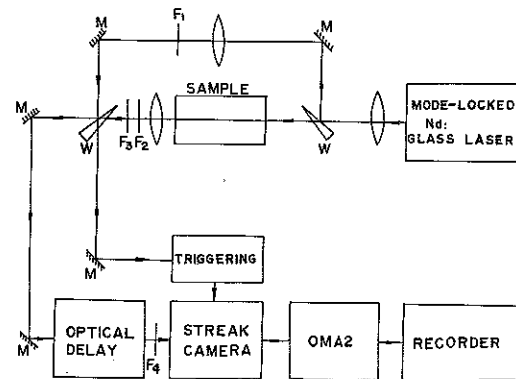 F1
M
M
SAMPLE
MODE-LOCKED
Nd:
GLASS LASER
M
W
F3
F2
W
M
TRIGGERING
M
OPTICAL
DELAY
F4
STREAK
CAMERA
OMA2
RECORDER